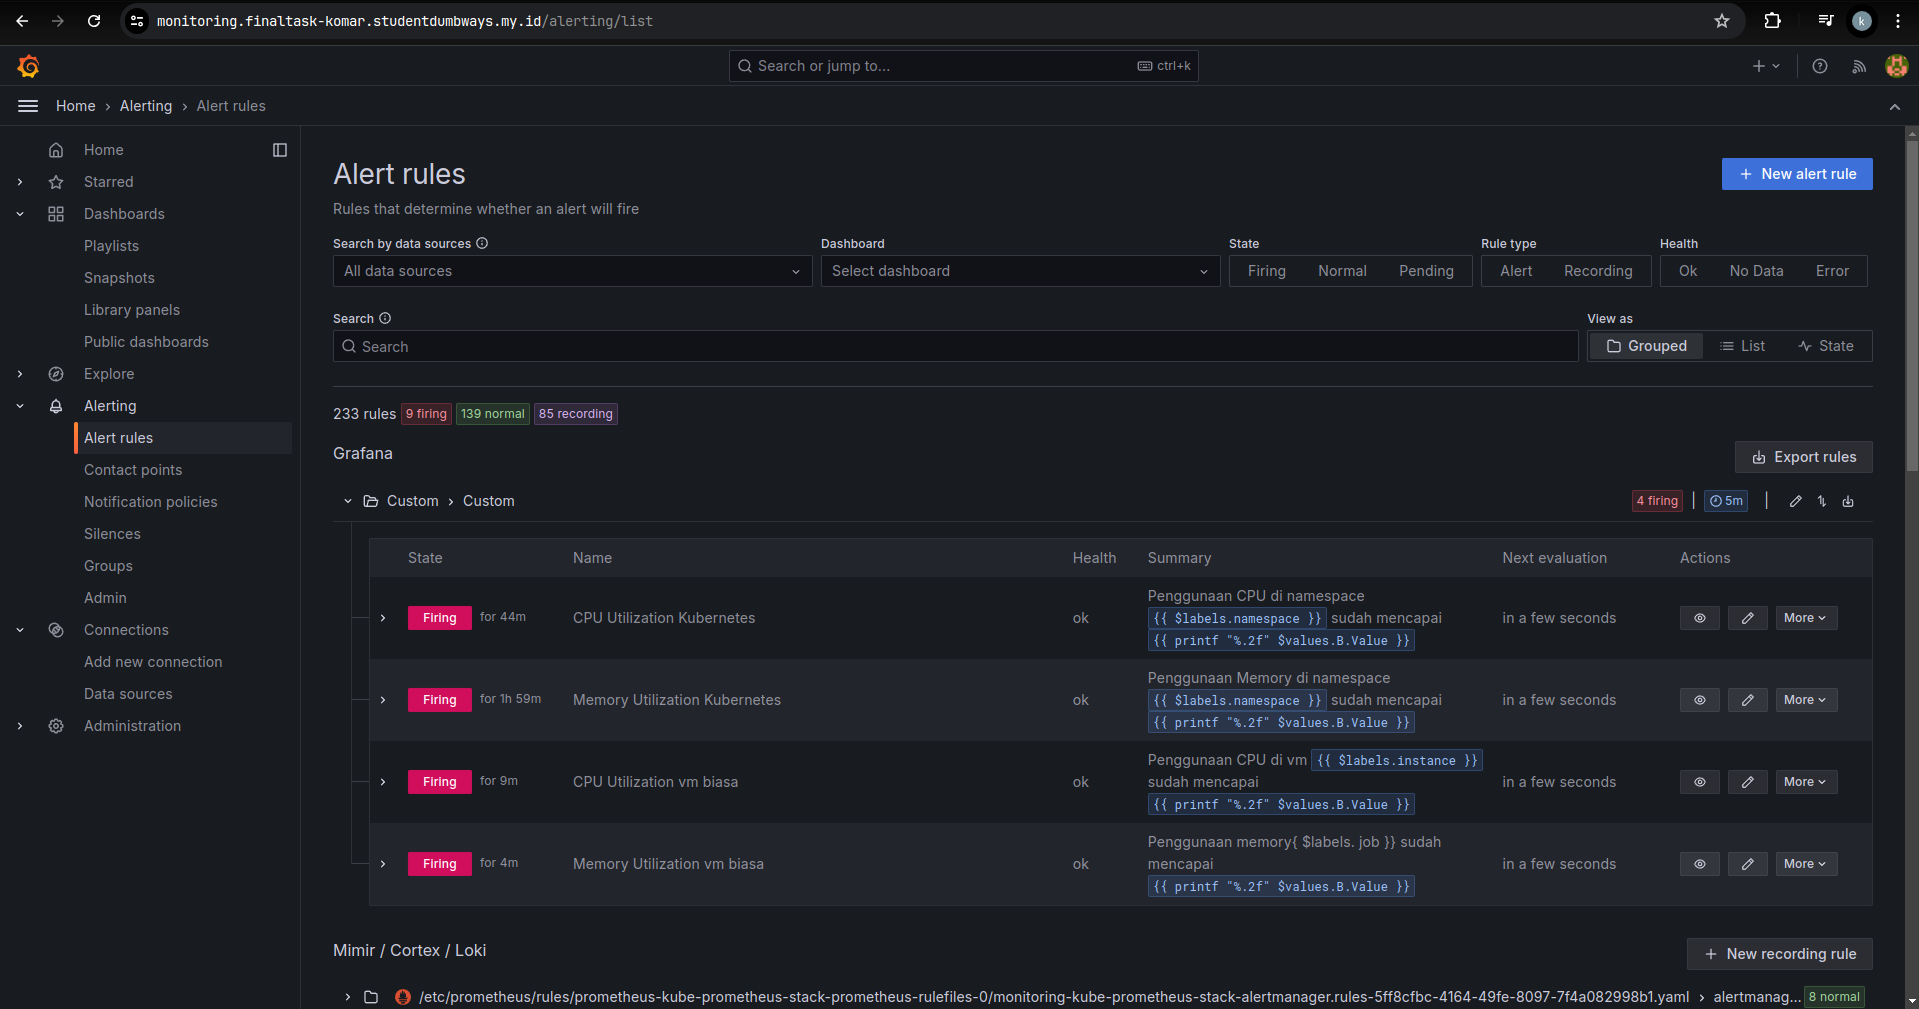 monitoring.finaltask-komar.studentdumbways.my.id/alerting/list
k
Search or jump to...
ctrl+k
Home › Alerting › Alert rules
Home
Starred
Dashboards
Playlists
Snapshots
Library panels
Public dashboards
Explore
Alerting
Alert rules
Contact points
Notification policies
Silences
Groups
Admin
Connections
Add new connection
Data sources
Administration
Alert rules
New alert rule
Rules that determine whether an alert will fire
Search by data sources
Dashboard
State
Rule type
Health
All data sources
Select dashboard
Firing Normal Pending
Alert Recording
Ok No Data Error
Search
View as
Search
Grouped List State
233 rules 9 firing 139 normal 85 recording
Grafana
Export rules
Custom › Custom
4 firing | 5m |
State Name Health Summary Next evaluation Actions
Firing for 44m CPU Utilization Kubernetes ok
Penggunaan CPU di namespace
{{ $labels.namespace }} sudah mencapai
{{ printf "%.2f" $values.B.Value }}
in a few seconds More
Firing for 1h 59m Memory Utilization Kubernetes ok
Penggunaan Memory di namespace
{{ $labels.namespace }} sudah mencapai
{{ printf "%.2f" $values.B.Value }}
in a few seconds More
Firing for 9m CPU Utilization vm biasa ok
Penggunaan CPU di vm {{ $labels.instance }}
sudah mencapai
{{ printf "%.2f" $values.B.Value }}
in a few seconds More
Firing for 4m Memory Utilization vm biasa ok
Penggunaan memory{ $labels. job }} sudah
mencapai
{{ printf "%.2f" $values.B.Value }}
in a few seconds More
Mimir / Cortex / Loki
New recording rule
/etc/prometheus/rules/prometheus-kube-prometheus-stack-prometheus-rulefiles-0/monitoring-kube-prometheus-stack-alertmanager.rules-5ff8cfbc-4164-49fe-8097-7f4a082998b1.yaml › alertmanag... 8 normal